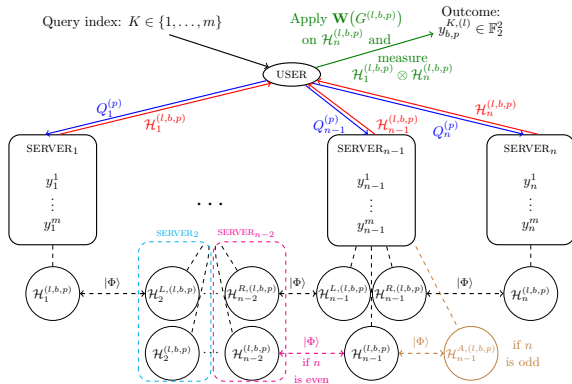 Query index: K ∈ {1, . . . , m}
Apply W(G^{(l,b,p)})
on H_n^{(l,b,p)} and
measure
H_1^{(l,b,p)} ⊗ H_n^{(l,b,p)}
Outcome:
y_{b,p}^{K,(l)} ∈ F_2^2
USER
Q_1^{(p)}
H_1^{(l,b,p)}
Q_{n−1}^{(p)}
H_{n−1}^{(l,b,p)}
H_n^{(l,b,p)}
Q_n^{(p)}
SERVER_1
y_1^1
⋮
y_1^m
SERVER_{n−1}
y_{n−1}^1
⋮
y_{n−1}^m
SERVER_n
y_n^1
⋮
y_n^m
. . .
SERVER_2
SERVER_{n−2}
H_1^{(l,b,p)}
|Φ⟩
H_2^{L,(l,b,p)}
H_{n−2}^{R,(l,b,p)}
|Φ⟩
H_{n−1}^{L,(l,b,p)}
H_{n−1}^{R,(l,b,p)}
|Φ⟩
H_n^{(l,b,p)}
H_2^{(l,b,p)}
...
H_{n−2}^{(l,b,p)}
|Φ⟩
if n
is even
H_{n−1}^{(l,b,p)}
|Φ⟩
H_{n−1}^{A,(l,b,p)}
if n
is odd